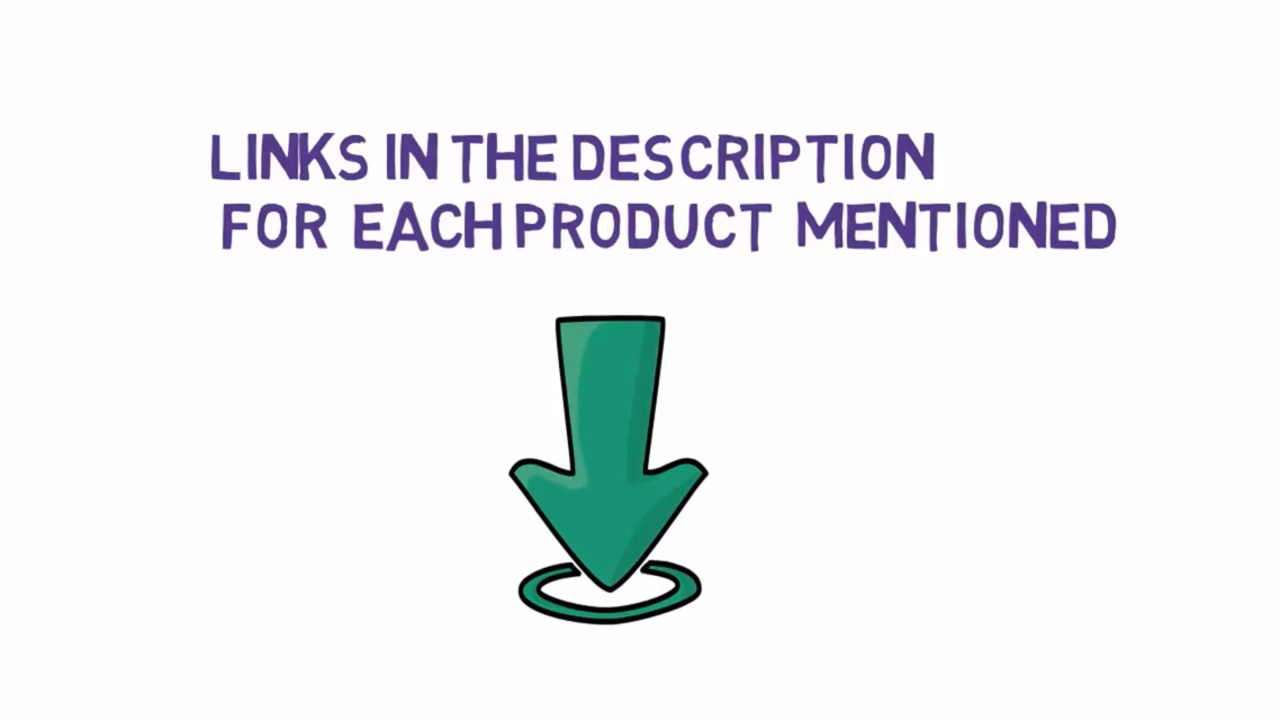 LINKS IN THE DESCRIPTION
FOR EACH PRODUCT MENTIONED